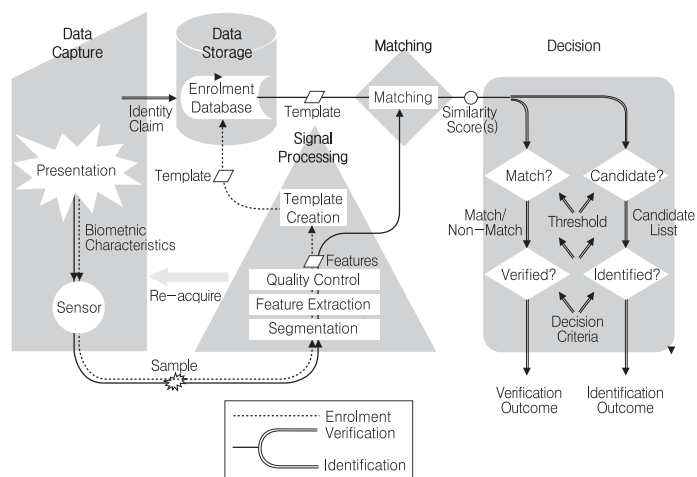 Data
Capture
Data
Storage
Matching
Decision
Enrolment
Database
Identity
Claim
Template
Matching
Similarity
Score(s)
Signal
Processing
Presentation
Template
Match?
Candidate?
Template
Creation
Biometric
Characteristics
Match/
Non-Match
Threshold
Candidate
Lisst
Features
Quality Control
Verified?
Identified?
Re-acquire
Sensor
Feature Extraction
Segmentation
Decision
Criteria
Sample
Verification
Outcome
Identification
Outcome
Enrolment
Verification
Identification